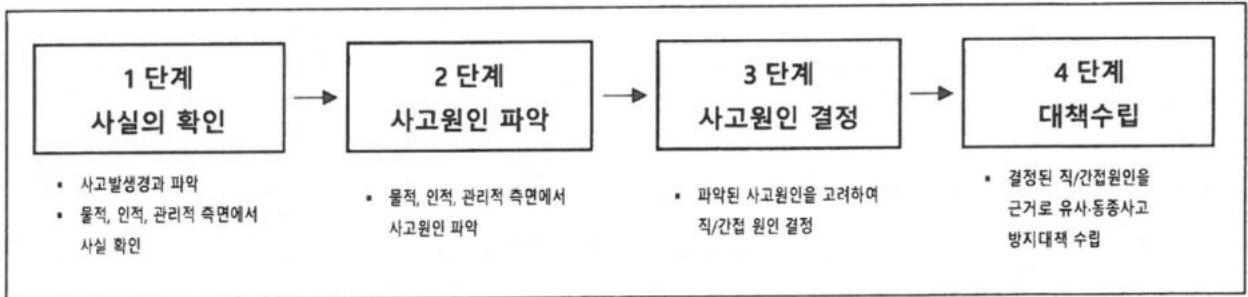 1 단계
사실의 확인
▪ 사고발생경과 파악
▪ 물적, 인적, 관리적 측면에서
사실 확인
2 단계
사고원인 파악
▪ 물적, 인적, 관리적 측면에서
사고원인 파악
3 단계
사고원인 결정
▪ 파악된 사고원인을 고려하여
직/간접 원인 결정
4 단계
대책수립
▪ 결정된 직/간접원인을
근거로 유사·동종사고
방지대책 수립